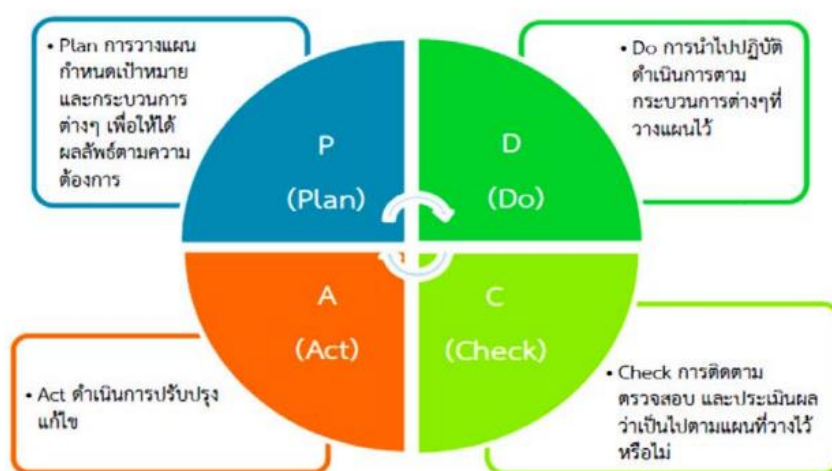 • Plan การวางแผน
กำหนดเป้าหมาย
และกระบวนการ
ต่างๆ เพื่อให้ได้
ผลลัพธ์ตามความ
ต้องการ
P
(Plan)
D
(Do)
• Do การนำไปปฏิบัติ
ดำเนินการตาม
กระบวนการต่างๆที่
วางแผนไว้
A
(Act)
C
(Check)
• Act ดำเนินการปรับปรุง
แก้ไข
• Check การติดตาม
ตรวจสอบ และประเมินผล
ว่าเป็นไปตามแผนที่วางไว้
หรือไม่